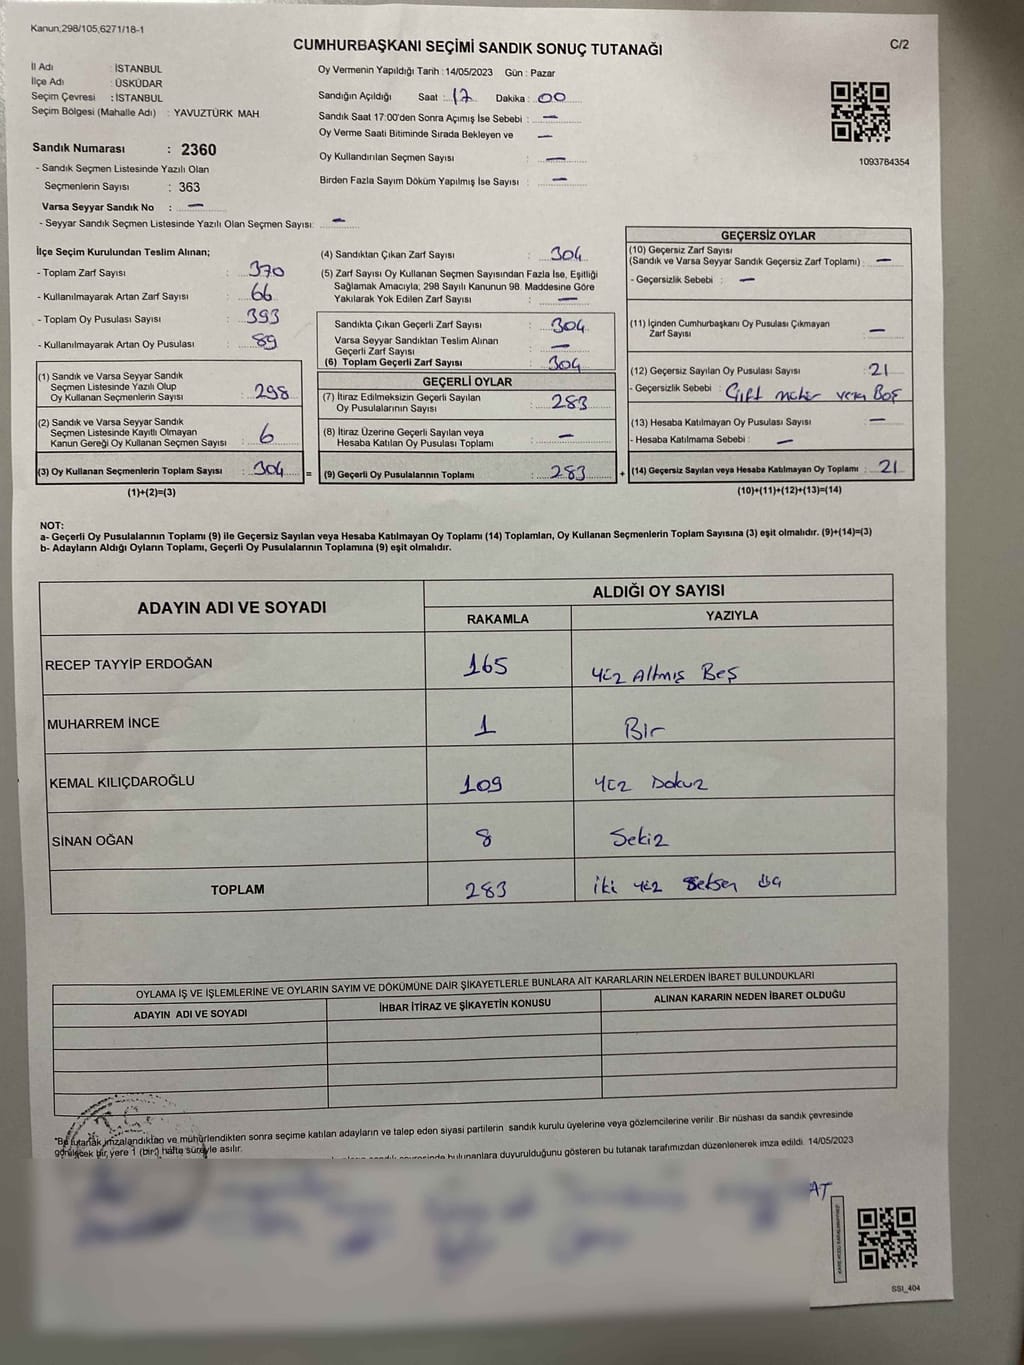 Kanun,298/105,6271/18-1
C/2
CUMHURBAŞKANI SEÇİMİ SANDIK SONUÇ TUTANAĞI
İl Adı : İSTANBUL
İlçe Adı : ÜSKÜDAR
Seçim Çevresi : İSTANBUL
Seçim Bölgesi (Mahalle Adı) : YAVUZTÜRK MAH
Sandık Numarası : 2360
- Sandık Seçmen Listesinde Yazılı Olan
Seçmenlerin Sayısı : 363
Varsa Seyyar Sandık No : —
- Seyyar Sandık Seçmen Listesinde Yazılı Olan Seçmen Sayısı: —
Oy Vermenin Yapıldığı Tarih : 14/05/2023 Gün : Pazar
Sandığın Açıldığı Saat : 17 Dakika : 00
Sandık Saat 17:00'den Sonra Açımış İse Sebebi : —
Oy Verme Saati Bitiminde Sırada Bekleyen ve —
Oy Kullandırılan Seçmen Sayısı : —
Birden Fazla Sayım Döküm Yapılmış İse Sayısı : —
1093784354
İlçe Seçim Kurulundan Teslim Alınan;
- Toplam Zarf Sayısı : 370
- Kullanılmayarak Artan Zarf Sayısı : 66
- Toplam Oy Pusulası Sayısı : 393
- Kullanılmayarak Artan Oy Pusulası : 89
(1) Sandık ve Varsa Seyyar Sandık
Seçmen Listesinde Yazılı Olup
Oy Kullanan Seçmenlerin Sayısı : 298
(2) Sandık ve Varsa Seyyar Sandık
Seçmen Listesinde Kayıtlı Olmayan
Kanun Gereği Oy Kullanan Seçmen Sayısı : 6
(3) Oy Kullanan Seçmenlerin Toplam Sayısı : 304 =
(1)+(2)=(3)
(4) Sandıktan Çıkan Zarf Sayısı : 304
(5) Zarf Sayısı Oy Kullanan Seçmen Sayısından Fazla İse, Eşitliği
Sağlamak Amacıyla; 298 Sayılı Kanunun 98. Maddesine Göre
Yakılarak Yok Edilen Zarf Sayısı : —
Sandıkta Çıkan Geçerli Zarf Sayısı : 304
Varsa Seyyar Sandıktan Teslim Alınan
Geçerli Zarf Sayısı : —
(6) Toplam Geçerli Zarf Sayısı : 304
GEÇERLİ OYLAR
(7) İtiraz Edilmeksizin Geçerli Sayılan
Oy Pusulalarının Sayısı : 283
(8) İtiraz Üzerine Geçerli Sayılan veya
Hesaba Katılan Oy Pusulası Toplamı : —
(9) Geçerli Oy Pusulalarının Toplamı : 283 +
GEÇERSİZ OYLAR
(10) Geçersiz Zarf Sayısı
(Sandık ve Varsa Seyyar Sandık Geçersiz Zarf Toplamı) : —
- Geçersizlik Sebebi : —
(11) İçinden Cumhurbaşkanı Oy Pusulası Çıkmayan
Zarf Sayısı : —
(12) Geçersiz Sayılan Oy Pusulası Sayısı : 21
- Geçersizlik Sebebi : Çift veya Boş
(13) Hesaba Katılmayan Oy Pusulası Sayısı : —
- Hesaba Katılmama Sebebi : —
(14) Geçersiz Sayılan veya Hesaba Katılmayan Oy Toplamı : 21
(10)+(11)+(12)+(13)=(14)
NOT:
a- Geçerli Oy Pusulalarının Toplamı (9) ile Geçersiz Sayılan veya Hesaba Katılmayan Oy Toplamı (14) Toplamları, Oy Kullanan Seçmenlerin Toplam Sayısına (3) eşit olmalıdır. (9)+(14)=(3)
b- Adayların Aldığı Oyların Toplamı, Geçerli Oy Pusulalarının Toplamına (9) eşit olmalıdır.
ADAYIN ADI VE SOYADI
ALDIĞI OY SAYISI
RAKAMLA YAZIYLA
RECEP TAYYİP ERDOĞAN 165 yüz Altmış Beş
MUHARREM İNCE 1 Bir
KEMAL KILIÇDAROĞLU 109 yüz Dokuz
SİNAN OĞAN 8 Sekiz
TOPLAM 283 iki yüz seksen üç
OYLAMA İŞ VE İŞLEMLERİNE VE OYLARIN SAYIM VE DÖKÜMÜNE DAİR ŞİKAYETLERLE BUNLARA AİT KARARLARIN NELERDEN İBARET BULUNDUKLARI
ADAYIN ADI VE SOYADI İHBAR İTİRAZ VE ŞİKAYETİN KONUSU ALINAN KARARIN NEDEN İBARET OLDUĞU
"Bu tutanak imzalandıktan ve mühürlendikten sonra seçime katılan adayların ve talep eden siyasi partilerin sandık kurulu üyelerine veya gözlemcilerine verilir .Bir nüshası da sandık çevresinde
görülecek bir yere 1 (bir) hafta süreyle asılır.
bulunanlara duyurulduğunu gösteren bu tutanak tarafımızdan düzenlenerek imza edildi. 14/05/2023
AT
SSI_404